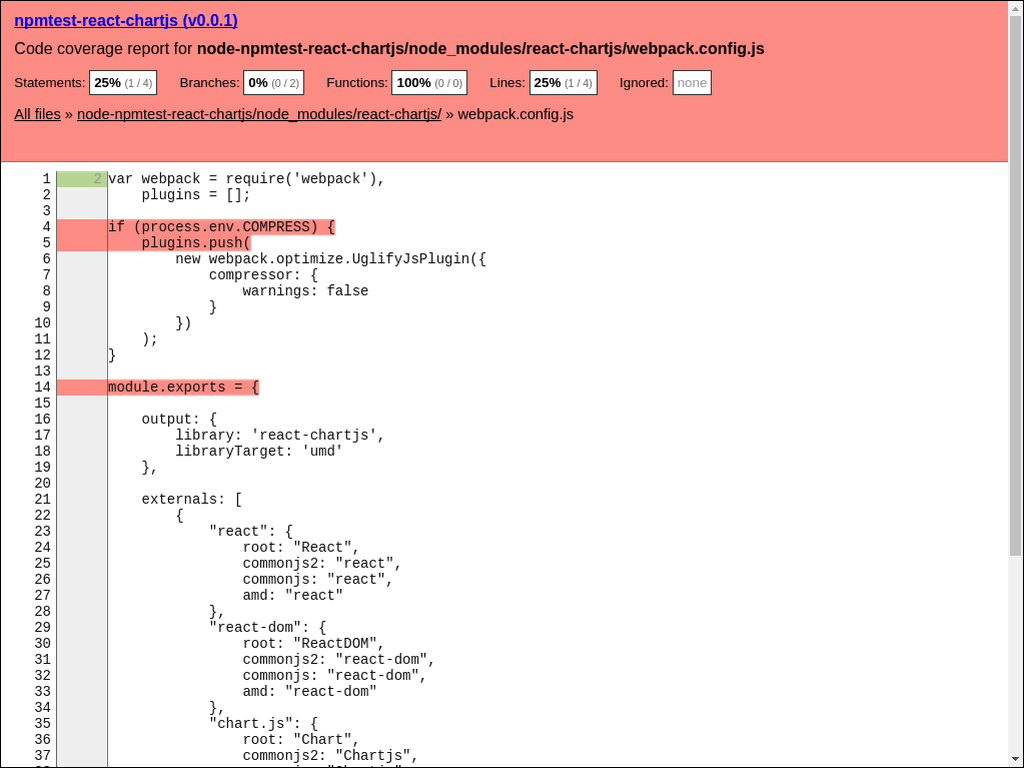 npmtest-react-chartjs (v0.0.1)
Code coverage report for node-npmtest-react-chartjs/node_modules/react-chartjs/webpack.config.js
Statements: 25% (1 / 4) Branches: 0% (0 / 2) Functions: 100% (0 / 0) Lines: 25% (1 / 4) Ignored: none
All files » node-npmtest-react-chartjs/node_modules/react-chartjs/ » webpack.config.js
1 2 var webpack = require('webpack'),
2     plugins = [];
3
4 if (process.env.COMPRESS) {
5     plugins.push(
6         new webpack.optimize.UglifyJsPlugin({
7             compressor: {
8                 warnings: false
9             }
10         })
11     );
12 }
13
14 module.exports = {
15
16     output: {
17         library: 'react-chartjs',
18         libraryTarget: 'umd'
19     },
20
21     externals: [
22         {
23             "react": {
24                 root: "React",
25                 commonjs2: "react",
26                 commonjs: "react",
27                 amd: "react"
28             },
29             "react-dom": {
30                 root: "ReactDOM",
31                 commonjs2: "react-dom",
32                 commonjs: "react-dom",
33                 amd: "react-dom"
34             },
35             "chart.js": {
36                 root: "Chart",
37                 commonjs2: "Chartjs",